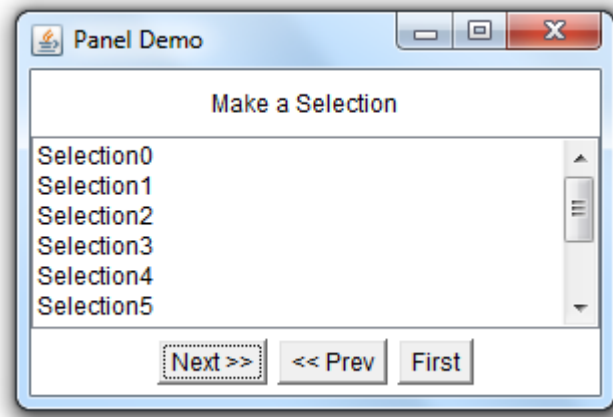 Panel Demo
Make a Selection
Selection0
Selection1
Selection2
Selection3
Selection4
Selection5
Next >> << Prev First